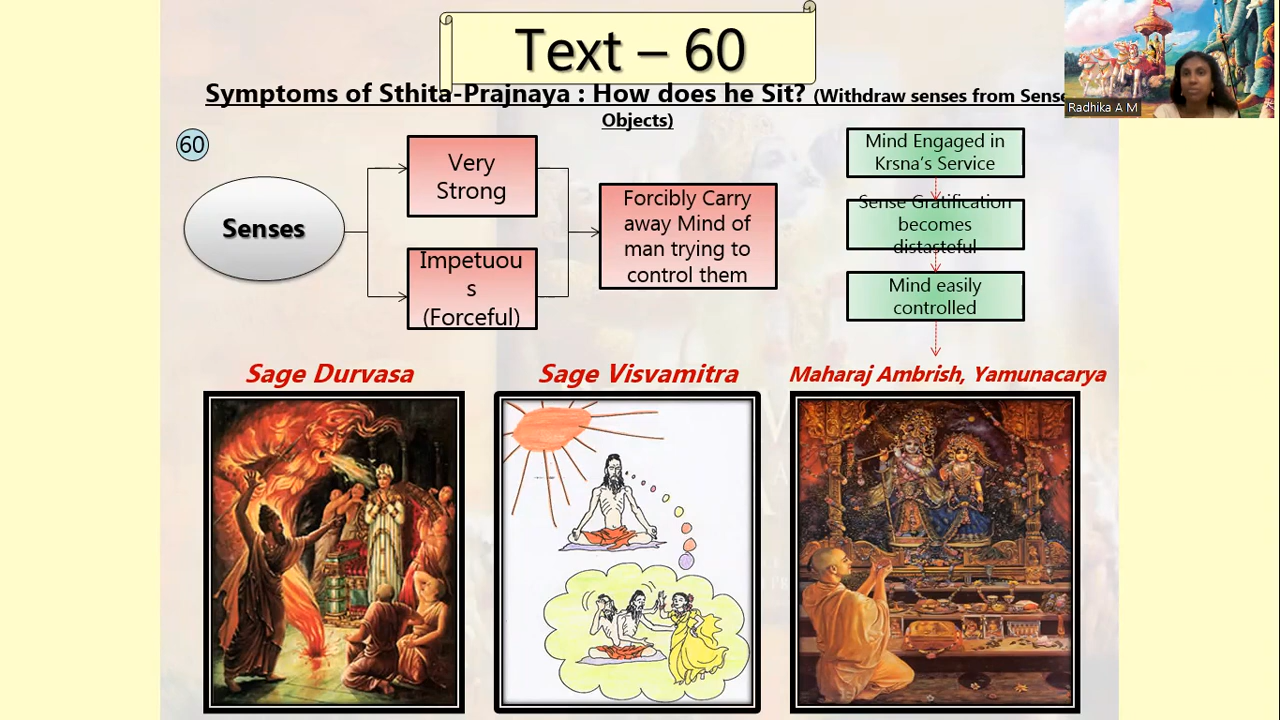 Text – 60
Symptoms of Sthita-Prajnaya : How does he Sit? (Withdraw senses from Sense
Objects)
Radhika A M
60
Senses
Very
Strong
Impetuou
s
(Forceful)
Forcibly Carry
away Mind of
man trying to
control them
Mind Engaged in
Krsna’s Service
Sense Gratification
becomes
distasteful
Mind easily
controlled
Sage Durvasa
Sage Visvamitra
Maharaj Ambrish, Yamunacarya